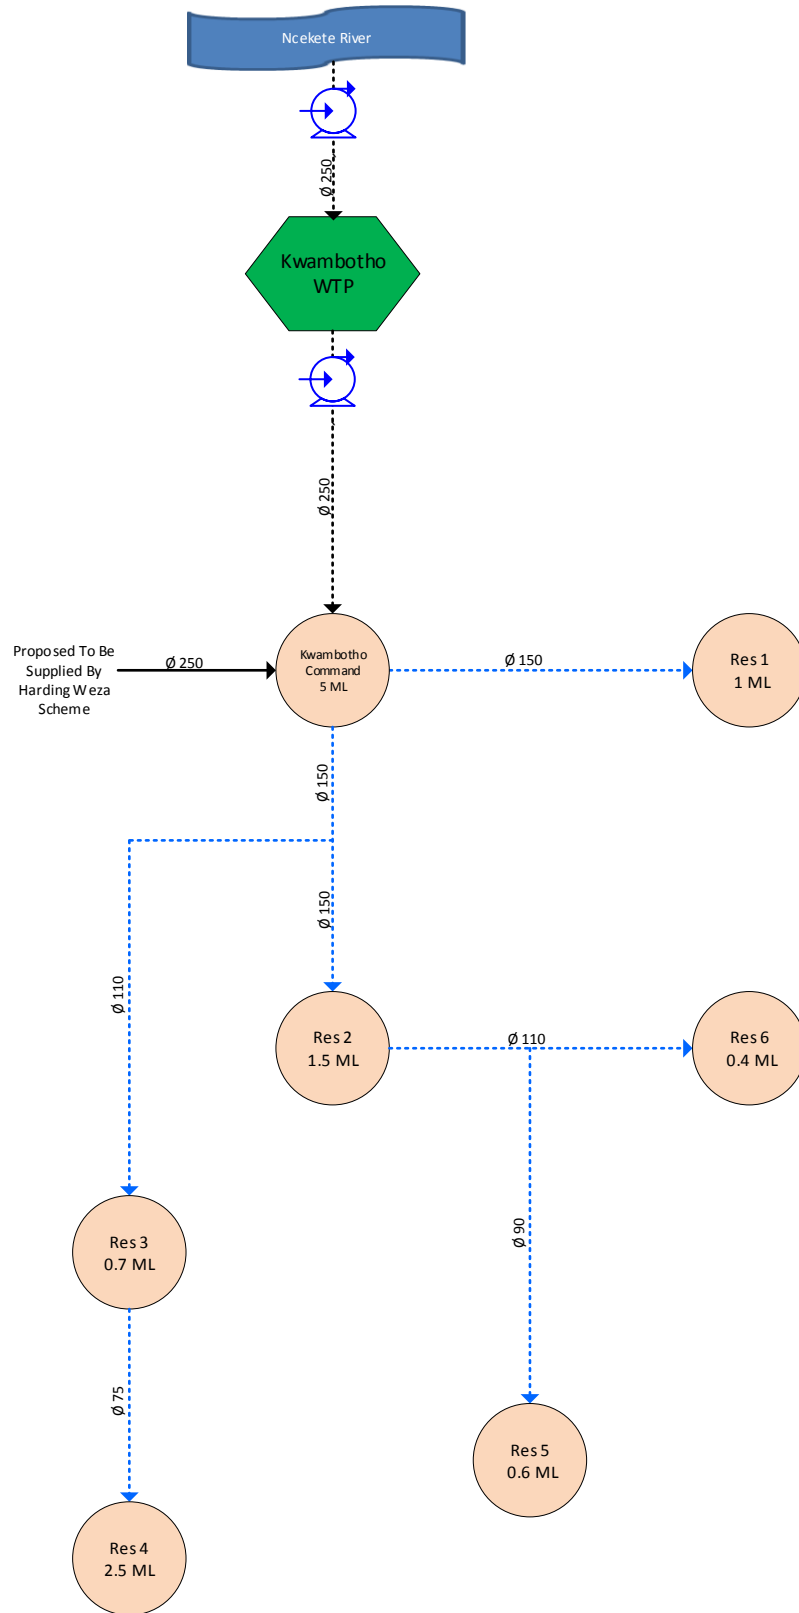 Ncekete River
Ø 250
Kwambotho
WTP
Ø 250
Proposed To Be
Supplied By
Harding Weza
Scheme
Ø 250
Kwambotho
Command
5 ML
Ø 150
Res 1
1 ML
Ø 150
Ø 150
Ø 110
Res 2
1.5 ML
Ø 110
Res 6
0.4 ML
Res 3
0.7 ML
Ø 90
Ø 75
Res 5
0.6 ML
Res 4
2.5 ML